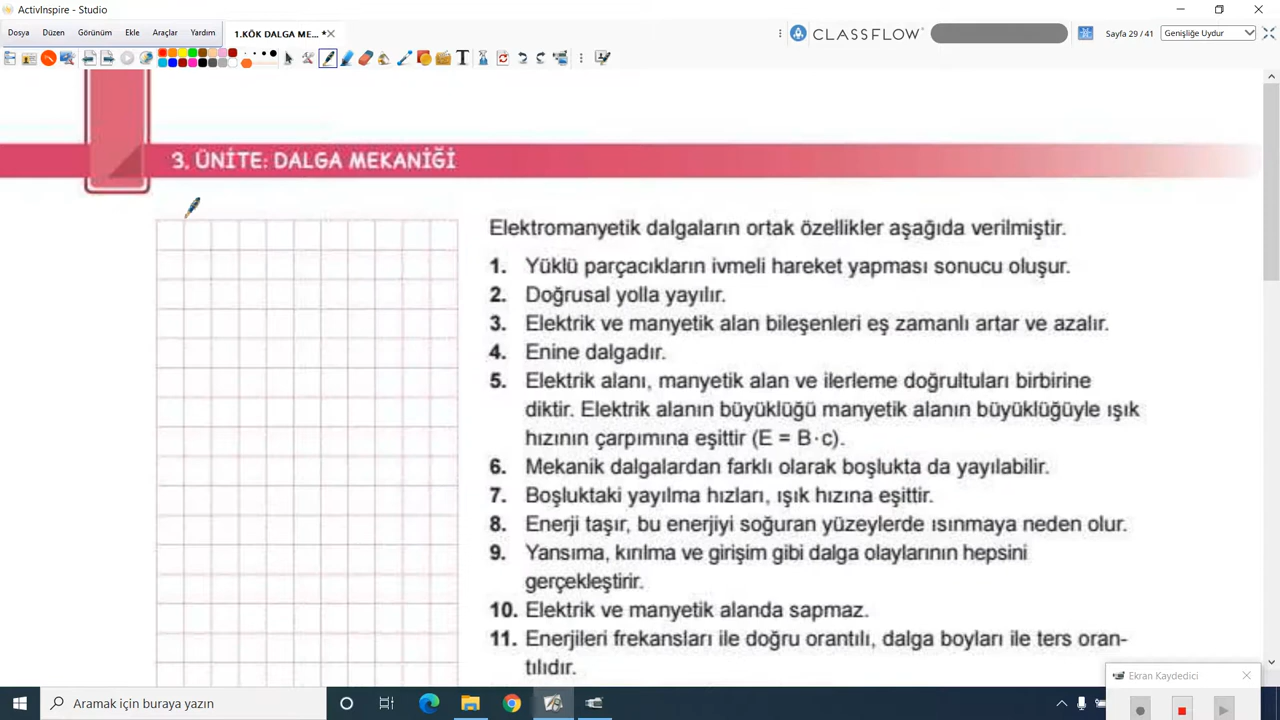 ActivInspire - Studio
Dosya Düzen Görünüm Ekle Araçlar Yardım
1.KÖK DALGA ME... *
CLASSFLOW
Sayfa 29 / 41
Genişliğe Uydur
3. ÜNİTE: DALGA MEKANİĞİ
Elektromanyetik dalgaların ortak özellikler aşağıda verilmiştir.
1. Yüklü parçacıkların ivmeli hareket yapması sonucu oluşur.
2. Doğrusal yolla yayılır.
3. Elektrik ve manyetik alan bileşenleri eş zamanlı artar ve azalır.
4. Enine dalgadır.
5. Elektrik alanı, manyetik alan ve ilerleme doğrultuları birbirine
diktir. Elektrik alanın büyüklüğü manyetik alanın büyüklüğüyle ışık
hızının çarpımına eşittir (E = B·c).
6. Mekanik dalgalardan farklı olarak boşlukta da yayılabilir.
7. Boşluktaki yayılma hızları, ışık hızına eşittir.
8. Enerji taşır, bu enerjiyi soğuran yüzeylerde ısınmaya neden olur.
9. Yansıma, kırılma ve girişim gibi dalga olaylarının hepsini
gerçekleştirir.
10. Elektrik ve manyetik alanda sapmaz.
11. Enerjileri frekansları ile doğru orantılı, dalga boyları ile ters oran-
tılıdır.
Ekran Kaydedici
Aramak için buraya yazın